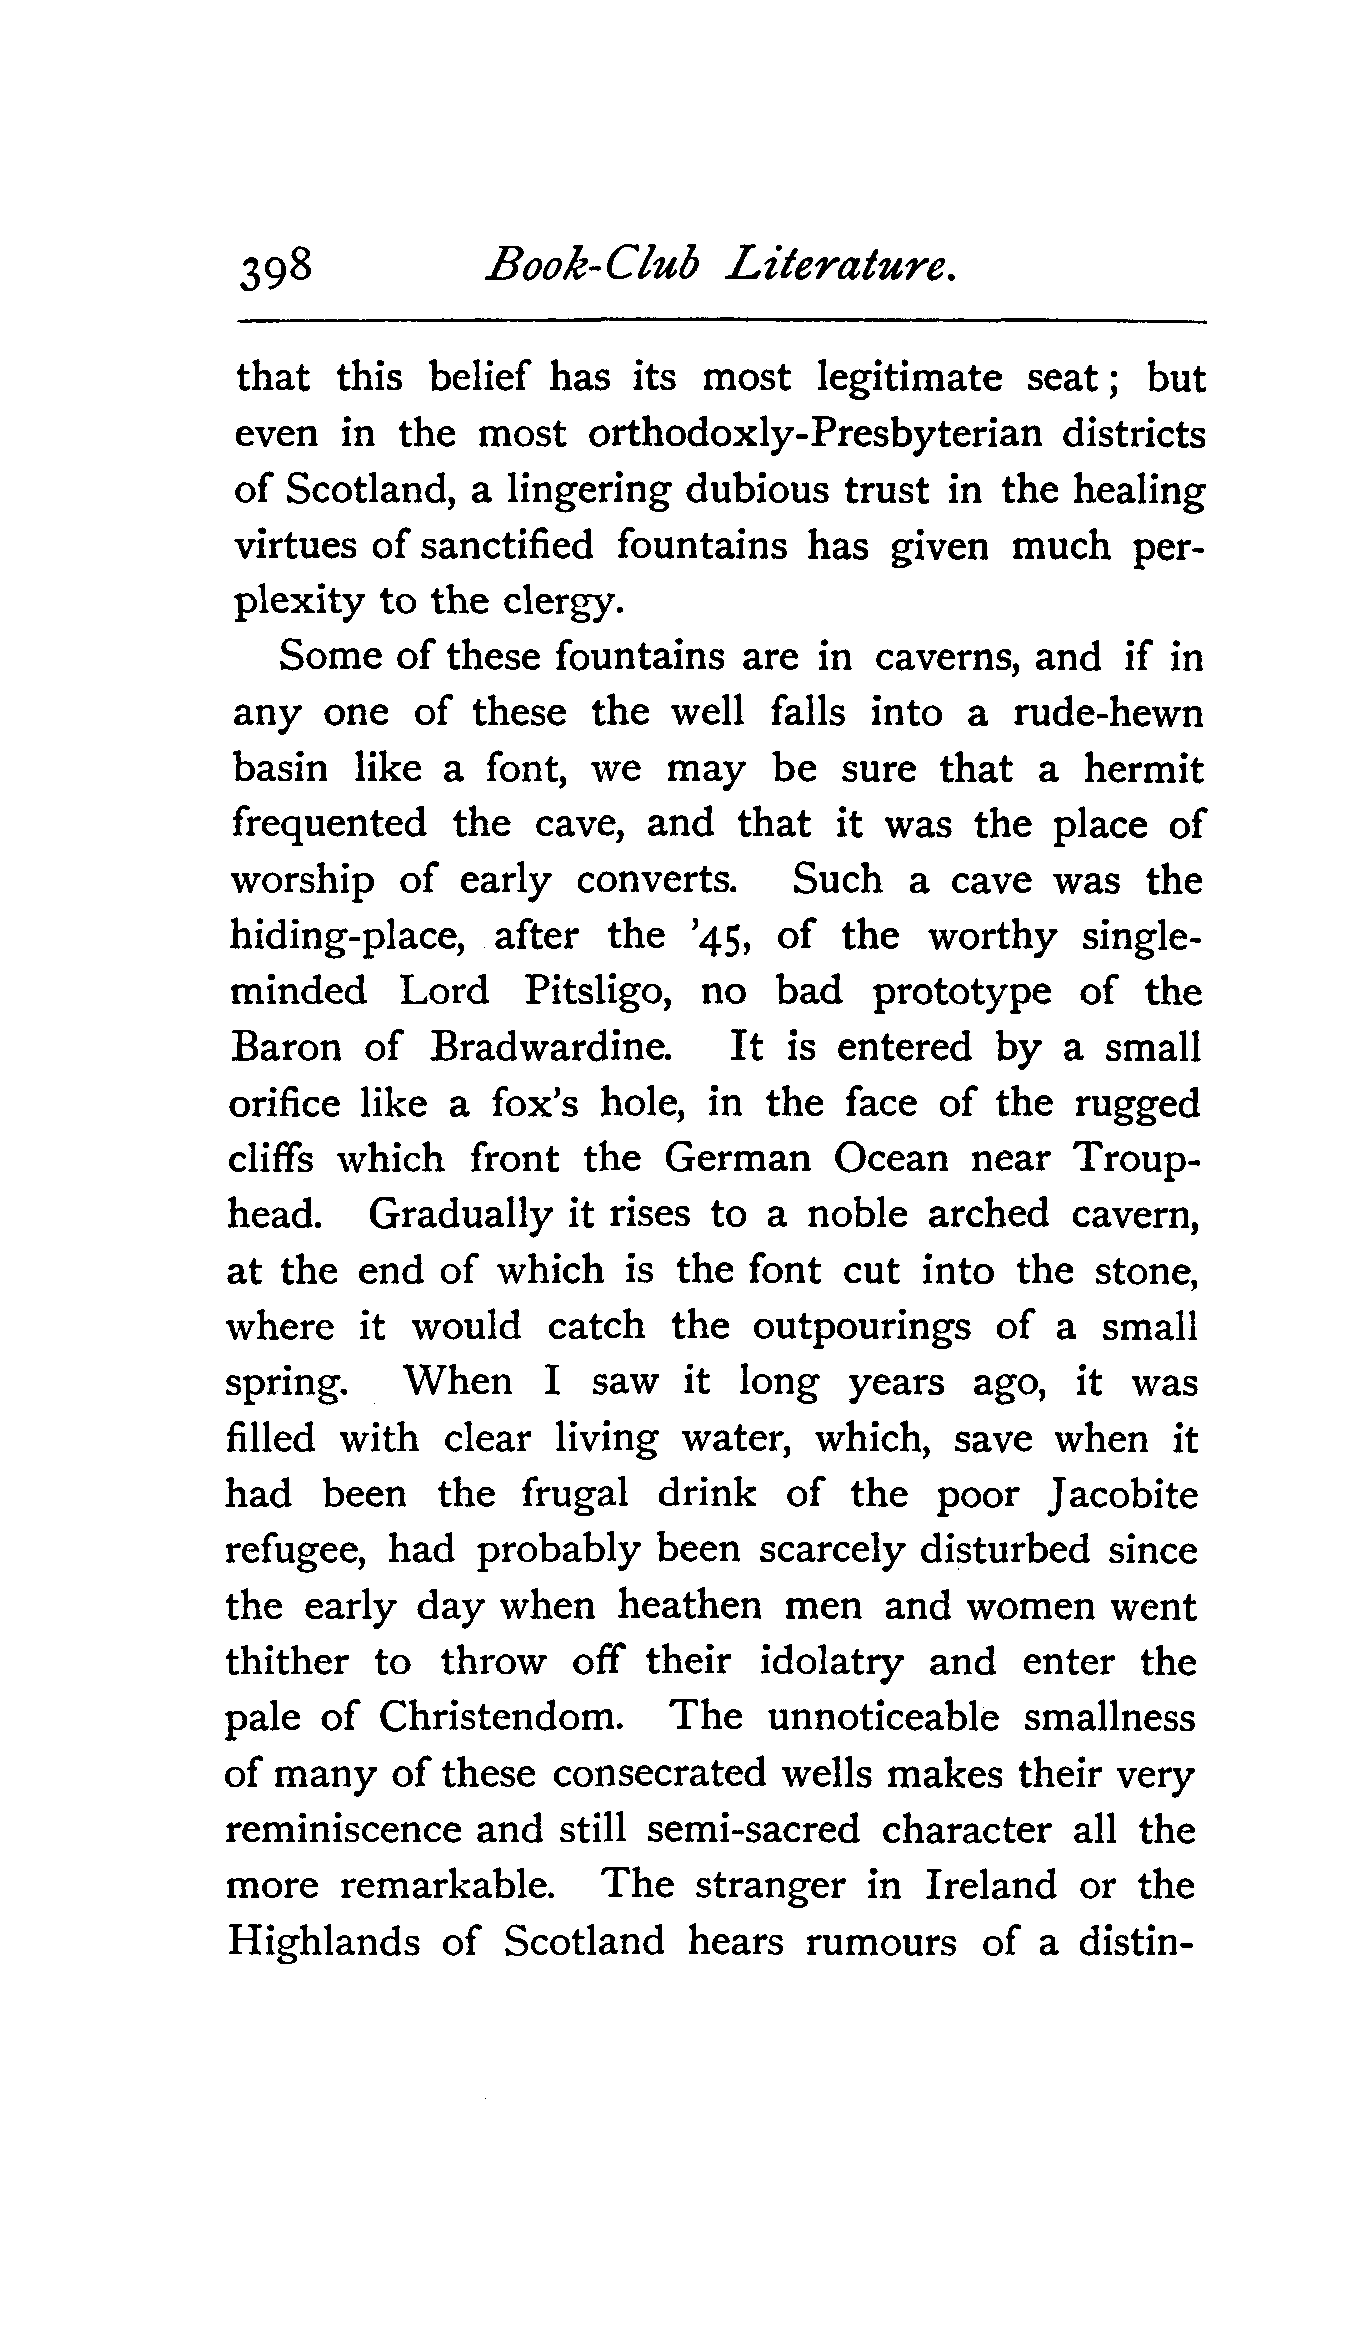 398 Book-Club Literature.
that this belief has its most legitimate seat; but
even in the most orthodoxly-Presbyterian districts
of Scotland, a lingering dubious trust in the healing
virtues of sanctified fountains has given much per-
plexity to the clergy.
Some of these fountains are in caverns, and if in
any one of these the well falls into a rude-hewn
basin like a font, we may be sure that a hermit
frequented the cave, and that it was the place of
worship of early converts. Such a cave was the
hiding-place, after the '45, of the worthy single-
minded Lord Pitsligo, no bad prototype of the
Baron of Bradwardine. It is entered by a small
orifice like a fox's hole, in the face of the rugged
cliffs which front the German Ocean near Troup-
head. Gradually it rises to a noble arched cavern,
at the end of which is the font cut into the stone,
where it would catch the outpourings of a small
spring. When I saw it long years ago, it was
filled with clear living water, which, save when it
had been the frugal drink of the poor Jacobite
refugee, had probably been scarcely disturbed since
the early day when heathen men and women went
thither to throw off their idolatry and enter the
pale of Christendom. The unnoticeable smallness
of many of these consecrated wells makes their very
reminiscence and still semi-sacred character all the
more remarkable. The stranger in Ireland or the
Highlands of Scotland hears rumours of a distin-